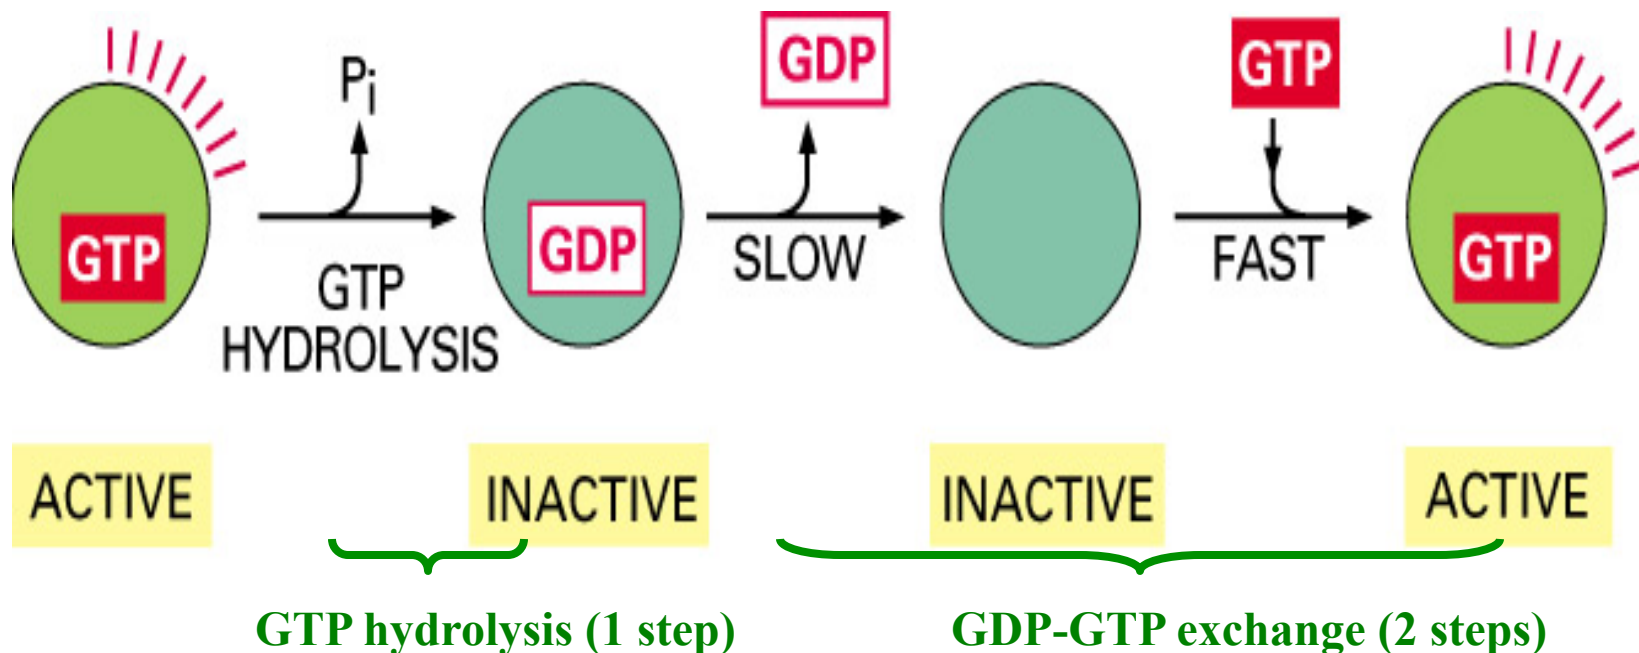 GTP
Pi
GTP
HYDROLYSIS
GDP
GDP
SLOW
GTP
FAST
GTP
ACTIVE
INACTIVE
INACTIVE
ACTIVE
GTP hydrolysis (1 step)
GDP-GTP exchange (2 steps)